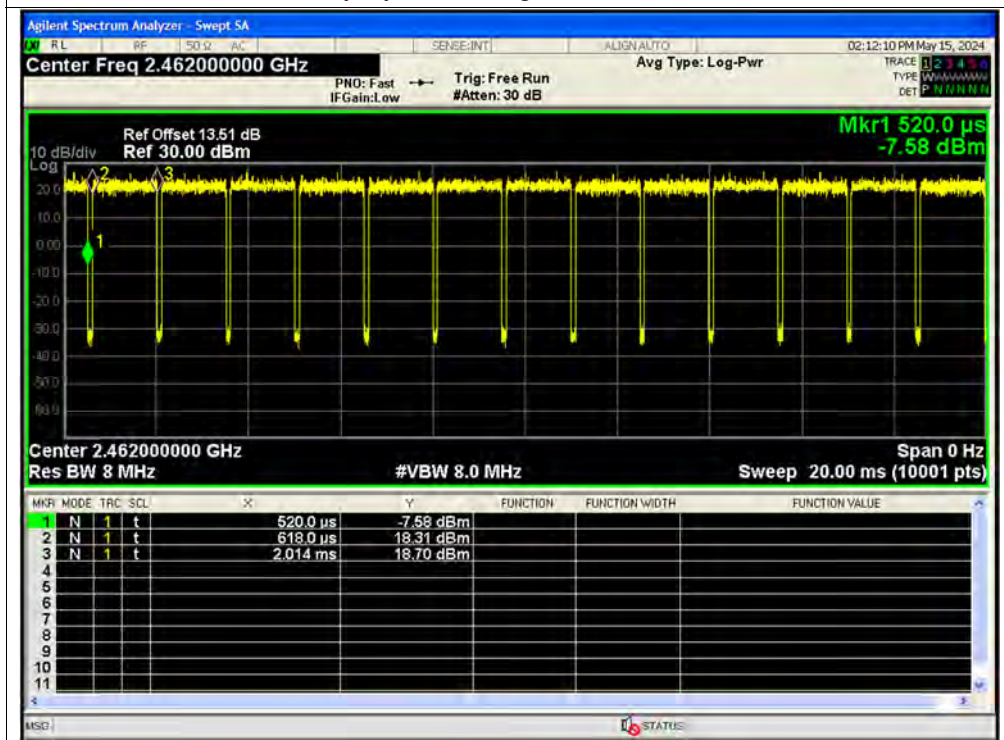 Agilent Spectrum Analyzer - Swept SA
RL RF 50 Ω AC SENSE:INT ALIGN AUTO 02:12:10 PM May 15, 2024
Center Freq 2.462000000 GHz Avg Type: Log-Pwr TRACE 1 2 3 4 5 6
PNO: Fast Trig: Free Run TYPE W
IFGain:Low #Atten: 30 dB DET P N N N N N
Mkr1 520.0 µs
Ref Offset 13.51 dB
10 dB/div Ref 30.00 dBm -7.58 dBm
Log
2 3
20.0
10.0
0.00
1
-10.0
-20.0
-30.0
-40.0
-50.0
-60.0
Center 2.462000000 GHz Span 0 Hz
Res BW 8 MHz #VBW 8.0 MHz Sweep 20.00 ms (10001 pts)
MKR MODE TRC SCL X Y FUNCTION FUNCTION WIDTH FUNCTION VALUE
1 N 1 t 520.0 µs -7.58 dBm
2 N 1 t 618.0 µs 18.31 dBm
3 N 1 t 2.014 ms 18.70 dBm
4
5
6
7
8
9
10
11
MSG STATUS